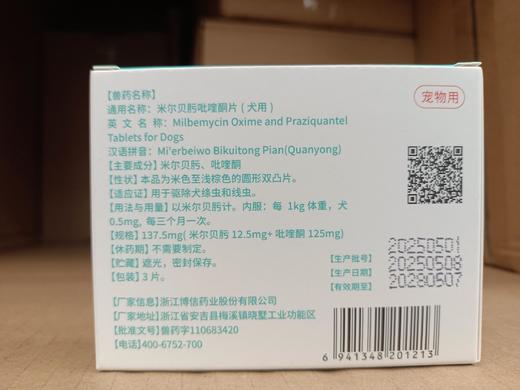 【兽药名称】
宠物用
通用名称：米尔贝肟吡喹酮片 ( 犬用 )
英 文 名 称：Milbemycin Oxime and Praziquantel
Tablets for Dogs
汉语拼音：Mi'erbeiwo Bikuitong Pian(Quanyong)
【主要成分】米尔贝肟、吡喹酮
【性状】本品为米色至浅棕色的圆形双凸片。
【适应证】用于驱除犬绦虫和线虫。
【用法与用量】以米尔贝肟计。内服：每 1kg 体重，犬
0.5mg, 每三个月一次。
【规格】137.5mg( 米尔贝肟 12.5mg+ 吡喹酮 125mg)
【休药期】不需要制定。
【贮藏】遮光，密封保存。
【包装】3 片。
【生产批号】20250501
【生产日期】20250508
【有效期至】20280507
【厂家信息】浙江博信药业股份有限公司
【厂家地址】浙江省安吉县梅溪镇晓墅工业功能区
【批准文号】兽药字110683420
【电话】400-6752-700
6 941348 201213